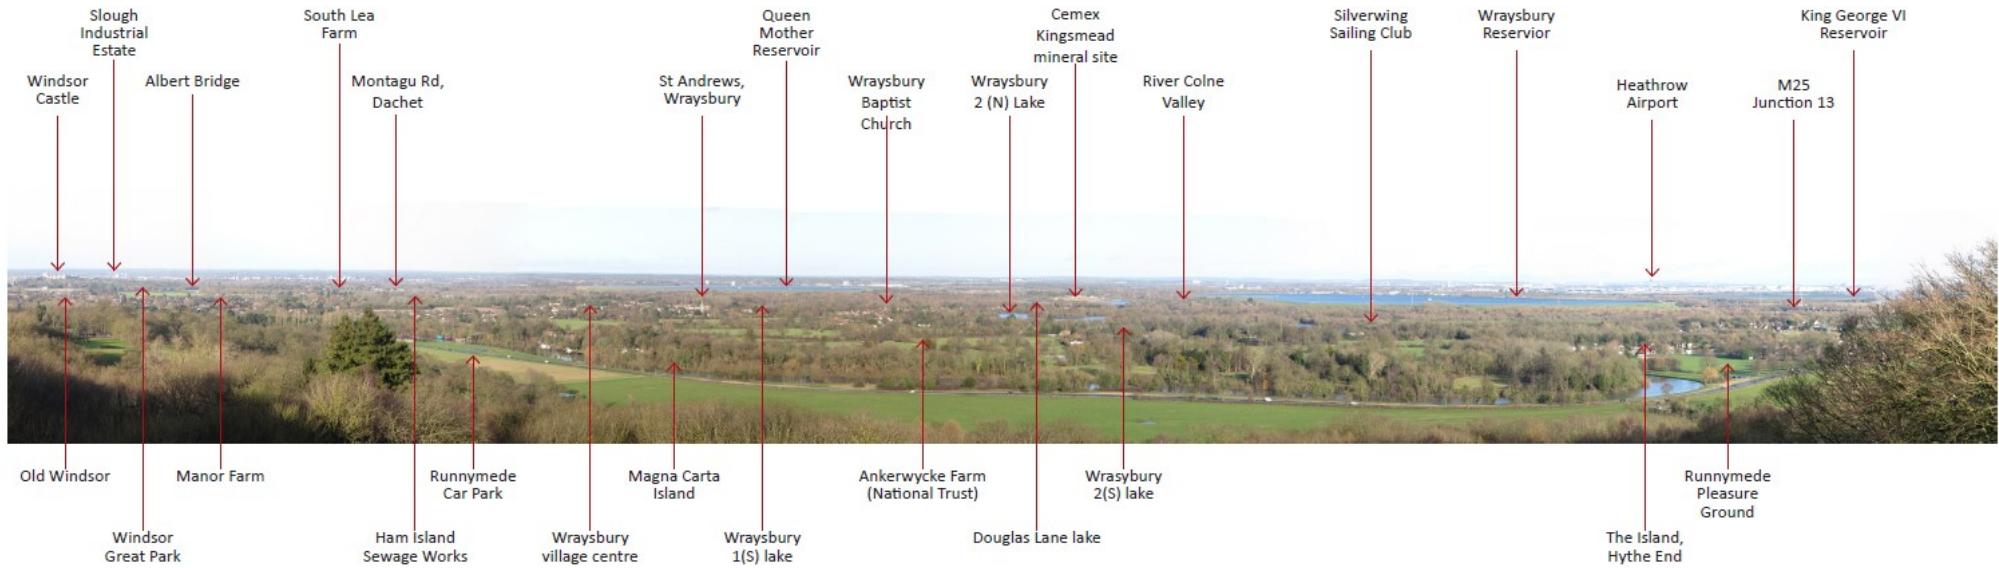 Slough
Industrial
Estate
South Lea
Farm
Queen
Mother
Reservoir
Cemex
Kingsmead
mineral site
Silverwing
Sailing Club
Wraysbury
Reservior
King George VI
Reservoir
Windsor
Castle
Albert Bridge
Montagu Rd,
Dachet
St Andrews,
Wraysbury
Wraysbury
Baptist
Church
Wraysbury
2 (N) Lake
River Colne
Valley
Heathrow
Airport
M25
Junction 13
Old Windsor
Manor Farm
Runnymede
Car Park
Magna Carta
Island
Ankerwycke Farm
(National Trust)
Wrasybury
2(S) lake
Runnymede
Pleasure
Ground
Windsor
Great Park
Ham Island
Sewage Works
Wraysbury
village centre
Wraysbury
1(S) lake
Douglas Lane lake
The Island,
Hythe End